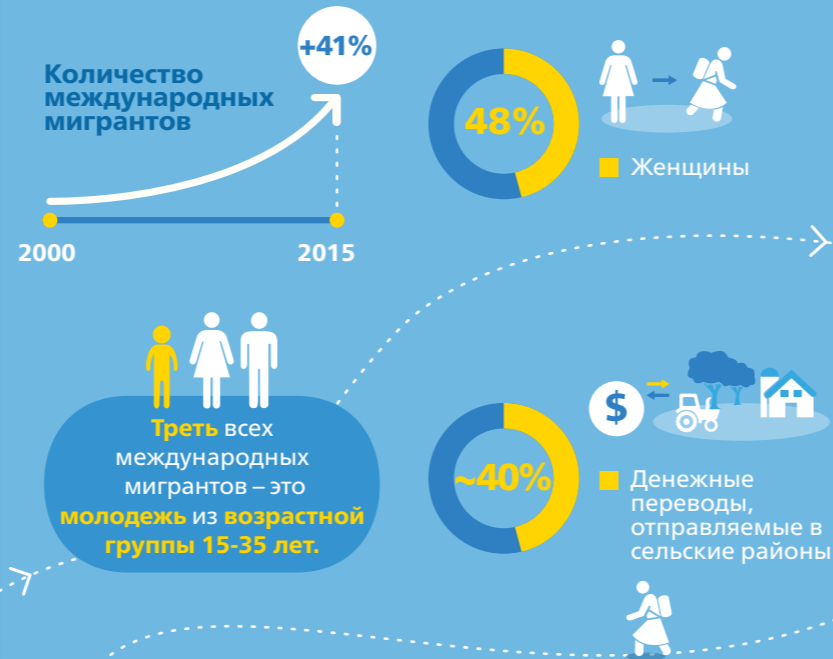 +41%
Количество
международных
мигрантов
2000
2015
48%
Женщины
Треть всех
международных
мигрантов – это
молодежь из возрастной
группы 15-35 лет.
$
~40%
Денежные
переводы,
отправляемые в
сельские районы